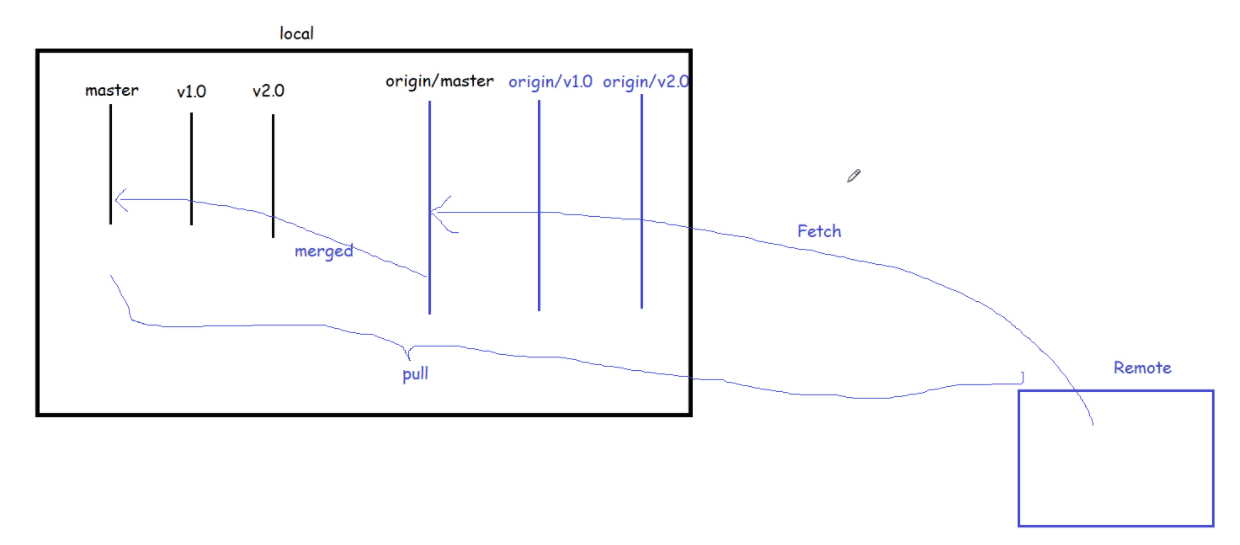 local
master
v1.0
v2.0
origin/master
origin/v1.0
origin/v2.0
merged
Fetch
pull
Remote